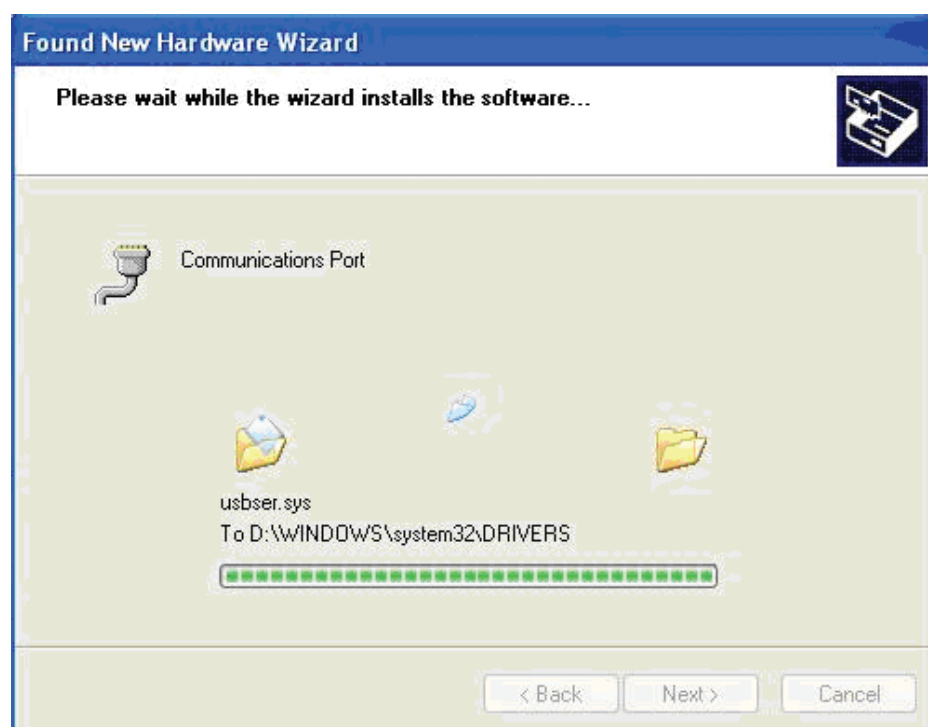 Found New Hardware Wizard
Please wait while the wizard installs the software...
Communications Port
usbser.sys
To D:\WINDOWS\system32\DRIVERS
< Back Next > Cancel